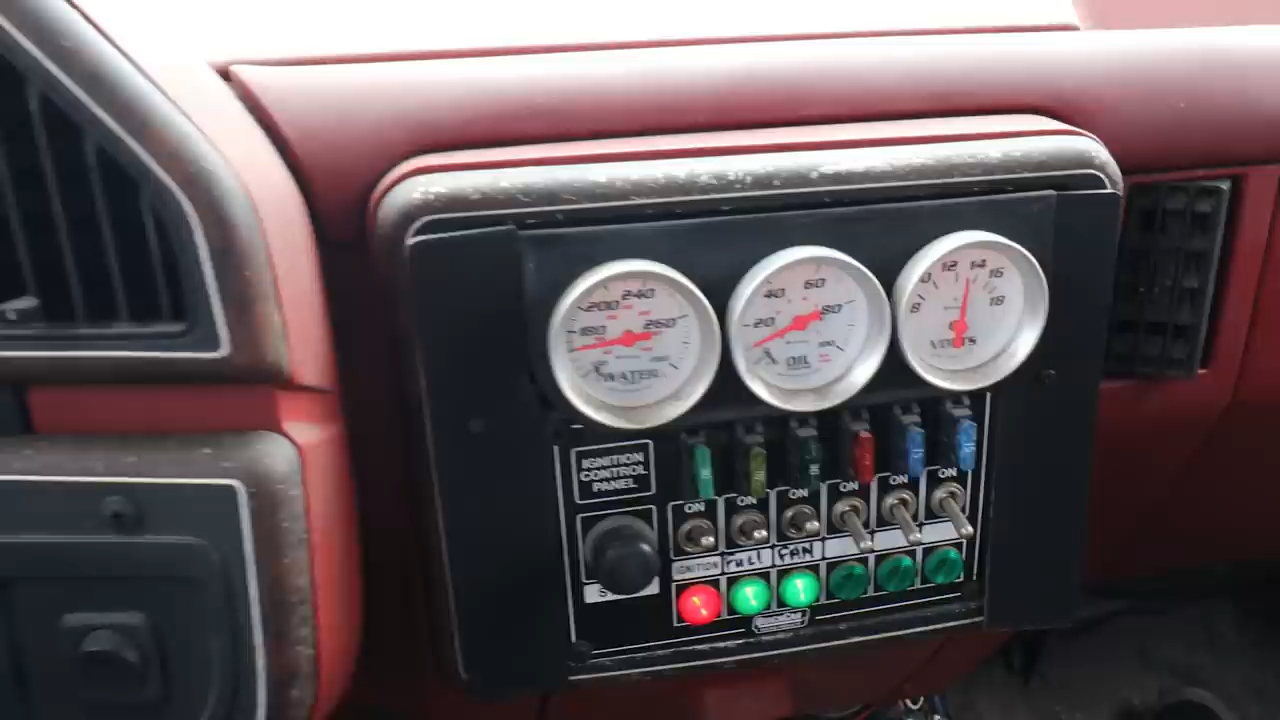 240
200
180
260
WATER
60
40
80
20
100
OIL
12
14
16
8
18
VOLTS
IGNITION
CONTROL
PANEL
ON ON ON ON ON ON
IGNITION FUEL FAN